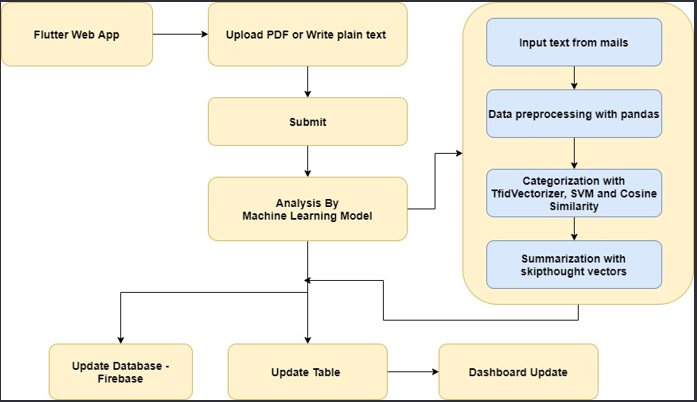 Flutter Web App
Upload PDF or Write plain text
Submit
Analysis By
Machine Learning Model
Input text from mails
Data preprocessing with pandas
Categorization with
TfidVectorizer, SVM and Cosine
Similarity
Summarization with
skipthought vectors
Update Database -
Firebase
Update Table
Dashboard Update